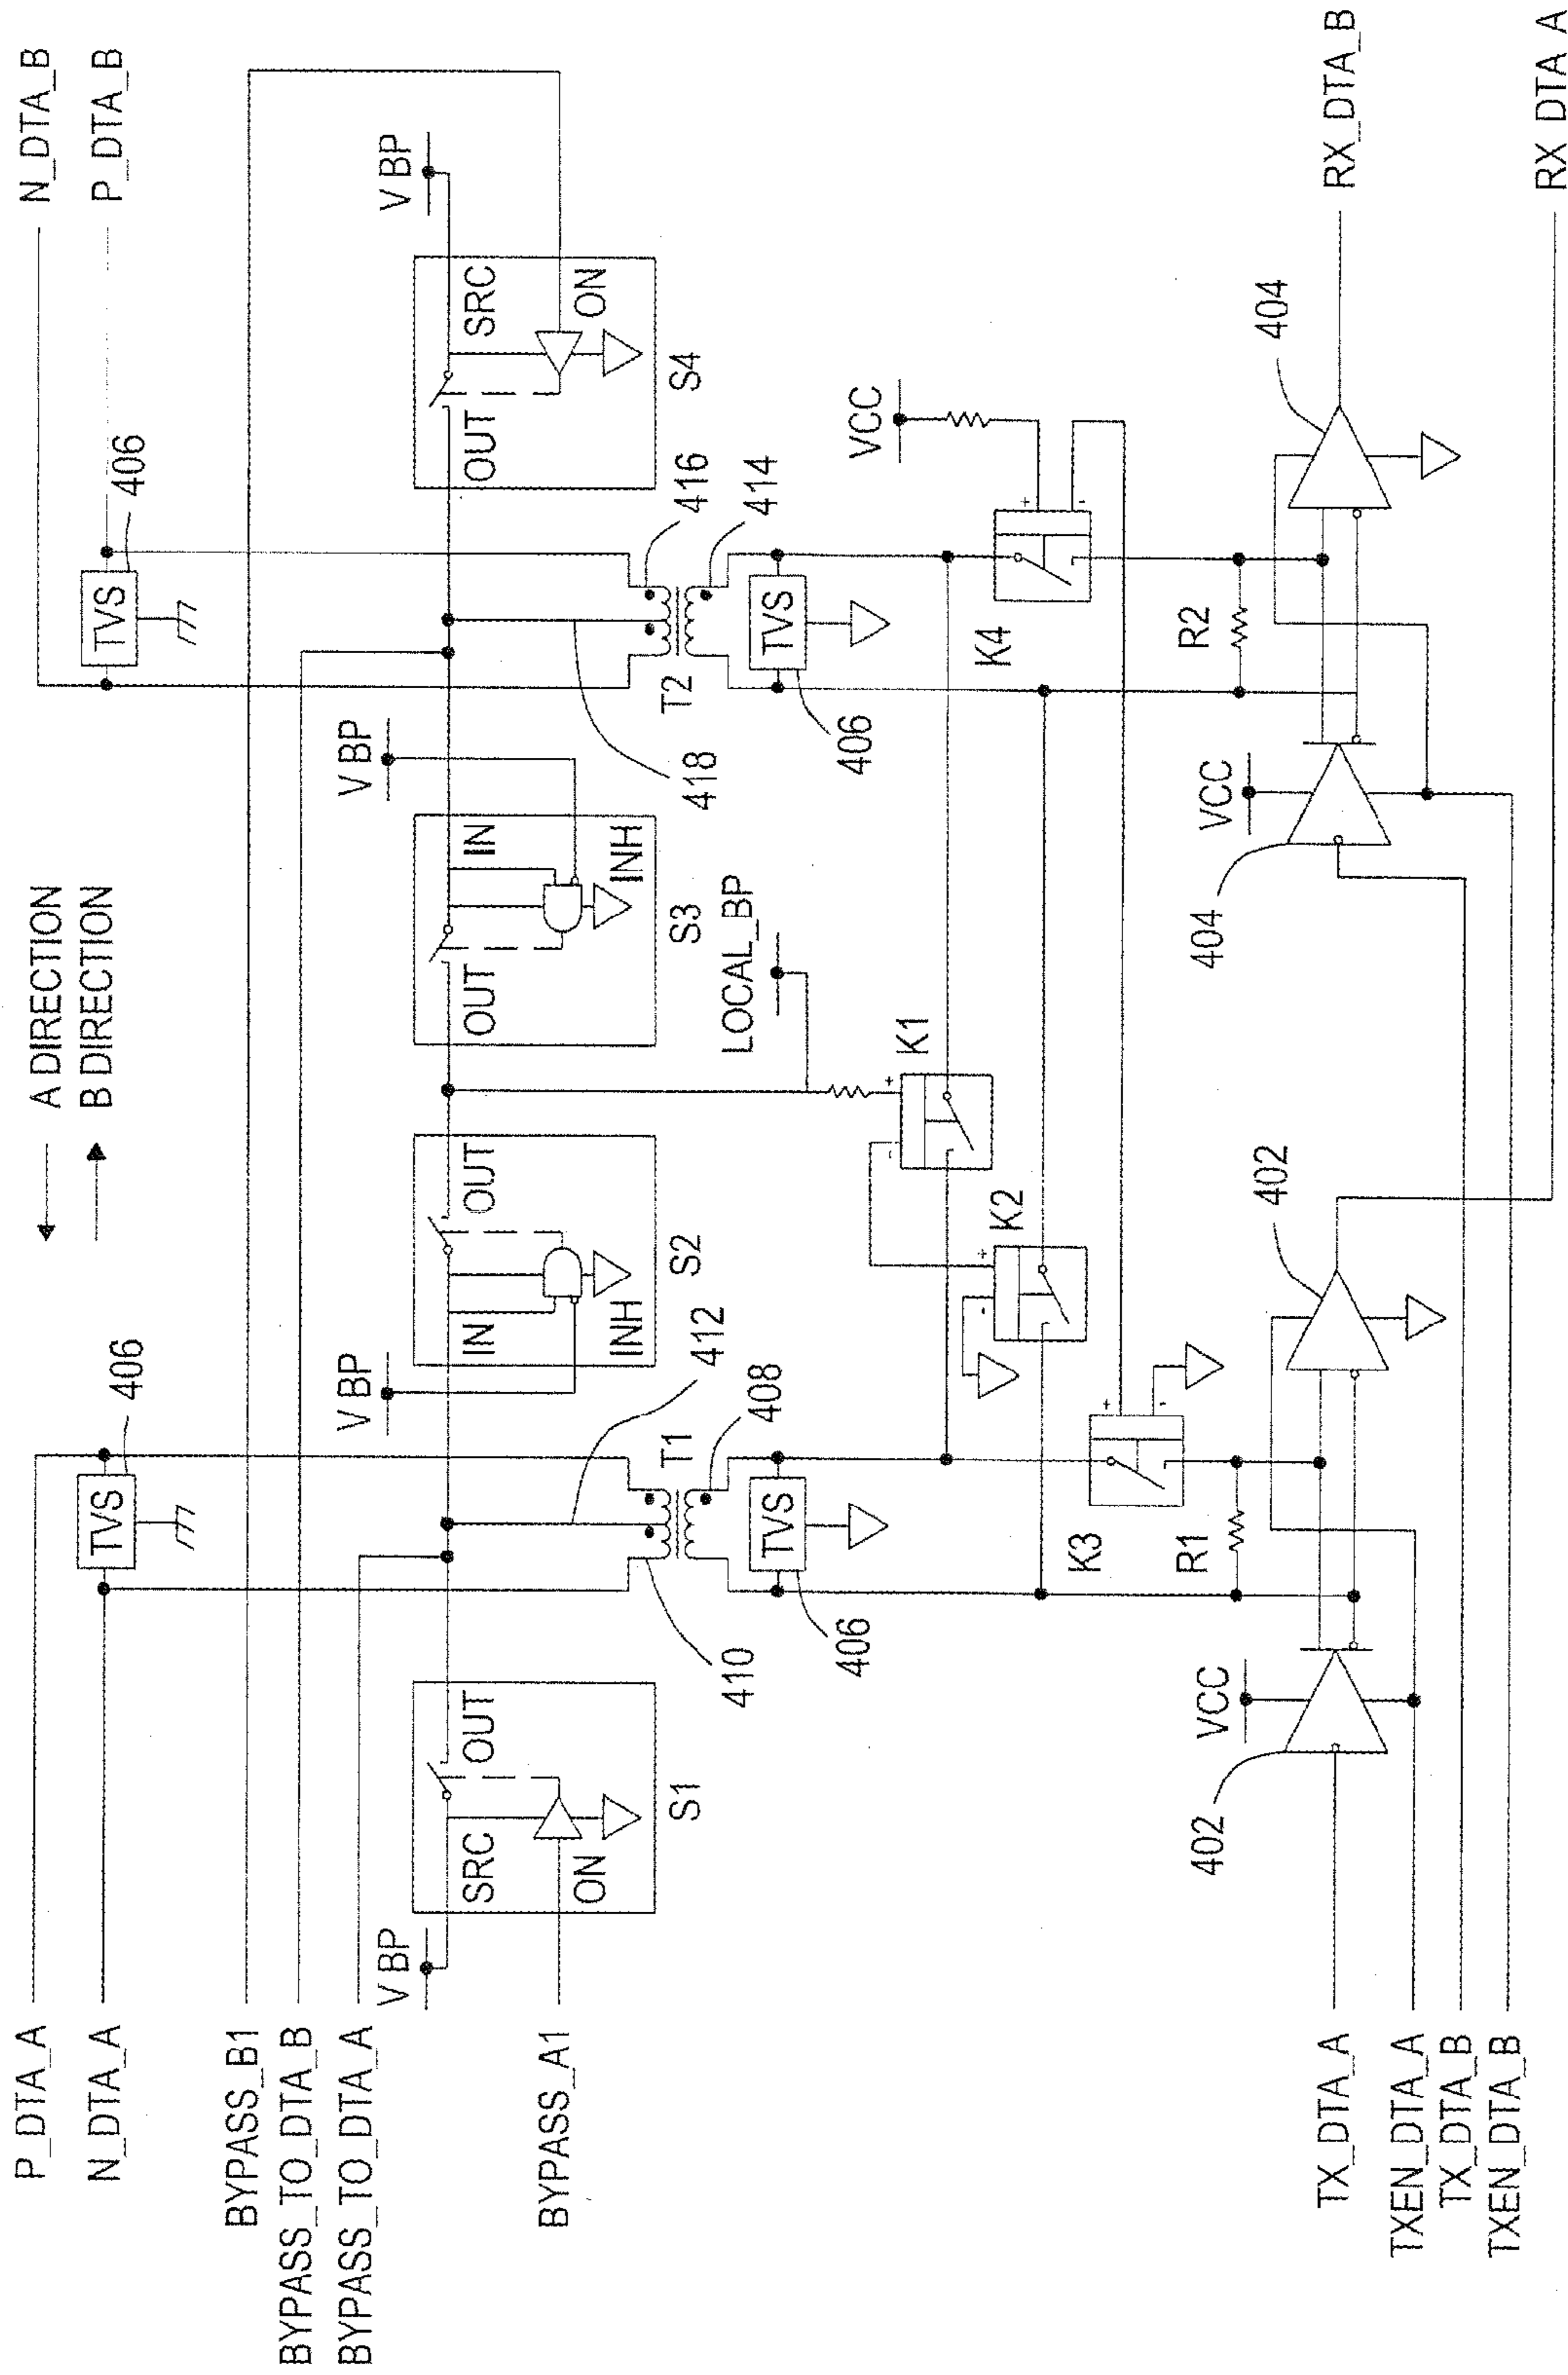 A DIRECTION
B DIRECTION
P_DTA_A
N_DTA_A
BYPASS_B1
BYPASS_TO_DTA_B
BYPASS_TO_DTA_A
BYPASS_A1
N_DTA_B
P_DTA_B
TVS
406
TVS
406
V BP
SRC
OUT
ON
S1
V BP
IN
OUT
INH
S2
V BP
OUT
IN
INH
S3
V BP
OUT
SRC
ON
S4
410
T1
412
408
TVS
406
418
T2
416
414
TVS
406
LOCAL_BP
+
-
K1
+
-
K2
+
-
K3
VCC
+
-
K4
R1
R2
VCC
402
402
VCC
404
404
TX_DTA_A
TXEN_DTA_A
TX_DTA_B
TXEN_DTA_B
RX_DTA_B
RX_DTA_A